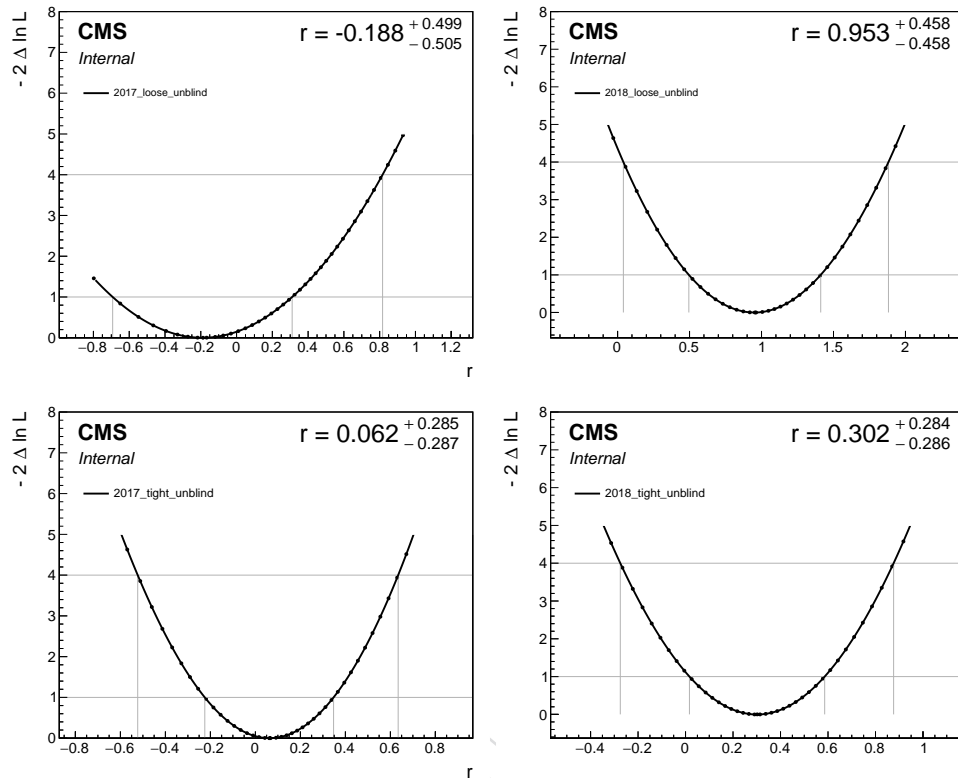 - 2 Δ ln L
8
7
6
5
4
3
2
1
0
CMS
Internal
r = -0.188 + 0.499 − 0.505
2017_loose_unblind
−0.8 −0.6 −0.4 −0.2 0 0.2 0.4 0.6 0.8 1 1.2
r
- 2 Δ ln L
8
7
6
5
4
3
2
1
0
CMS
Internal
r = 0.953 + 0.458 − 0.458
2018_loose_unblind
0 0.5 1 1.5 2
- 2 Δ ln L
8
7
6
5
4
3
2
1
0
CMS
Internal
r = 0.062 + 0.285 − 0.287
2017_tight_unblind
−0.8 −0.6 −0.4 −0.2 0 0.2 0.4 0.6 0.8
r
- 2 Δ ln L
8
7
6
5
4
3
2
1
0
CMS
Internal
r = 0.302 + 0.284 − 0.286
2018_tight_unblind
−0.4 −0.2 0 0.2 0.4 0.6 0.8 1